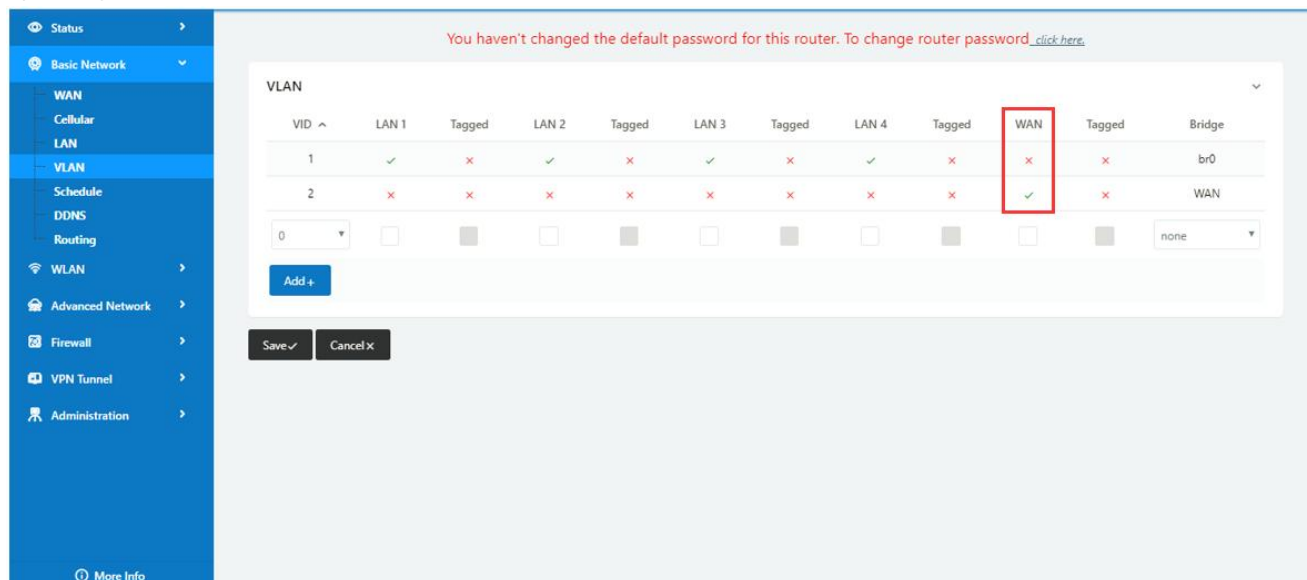 Status
Basic Network
WAN
Cellular
LAN
VLAN
Schedule
DDNS
Routing
WLAN
Advanced Network
Firewall
VPN Tunnel
Administration
More Info
You haven't changed the default password for this router. To change router password click here.
VLAN
VID LAN 1 Tagged LAN 2 Tagged LAN 3 Tagged LAN 4 Tagged WAN Tagged Bridge
1 ✓ × ✓ × ✓ × ✓ × × × br0
2 × × × × × × × × ✓ × WAN
0 none
Add +
Save ✓ Cancel ×